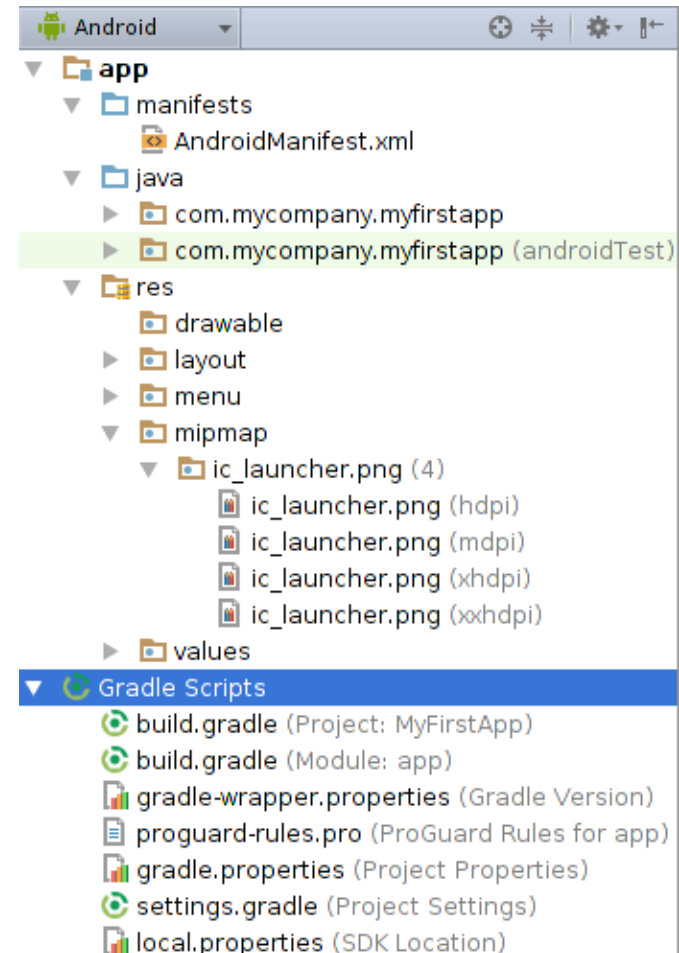 Android
app
manifests
AndroidManifest.xml
java
com.mycompany.myfirstapp
com.mycompany.myfirstapp (androidTest)
res
drawable
layout
menu
mipmap
ic_launcher.png (4)
ic_launcher.png (hdpi)
ic_launcher.png (mdpi)
ic_launcher.png (xhdpi)
ic_launcher.png (xxhdpi)
values
Gradle Scripts
build.gradle (Project: MyFirstApp)
build.gradle (Module: app)
gradle-wrapper.properties (Gradle Version)
proguard-rules.pro (ProGuard Rules for app)
gradle.properties (Project Properties)
settings.gradle (Project Settings)
local.properties (SDK Location)